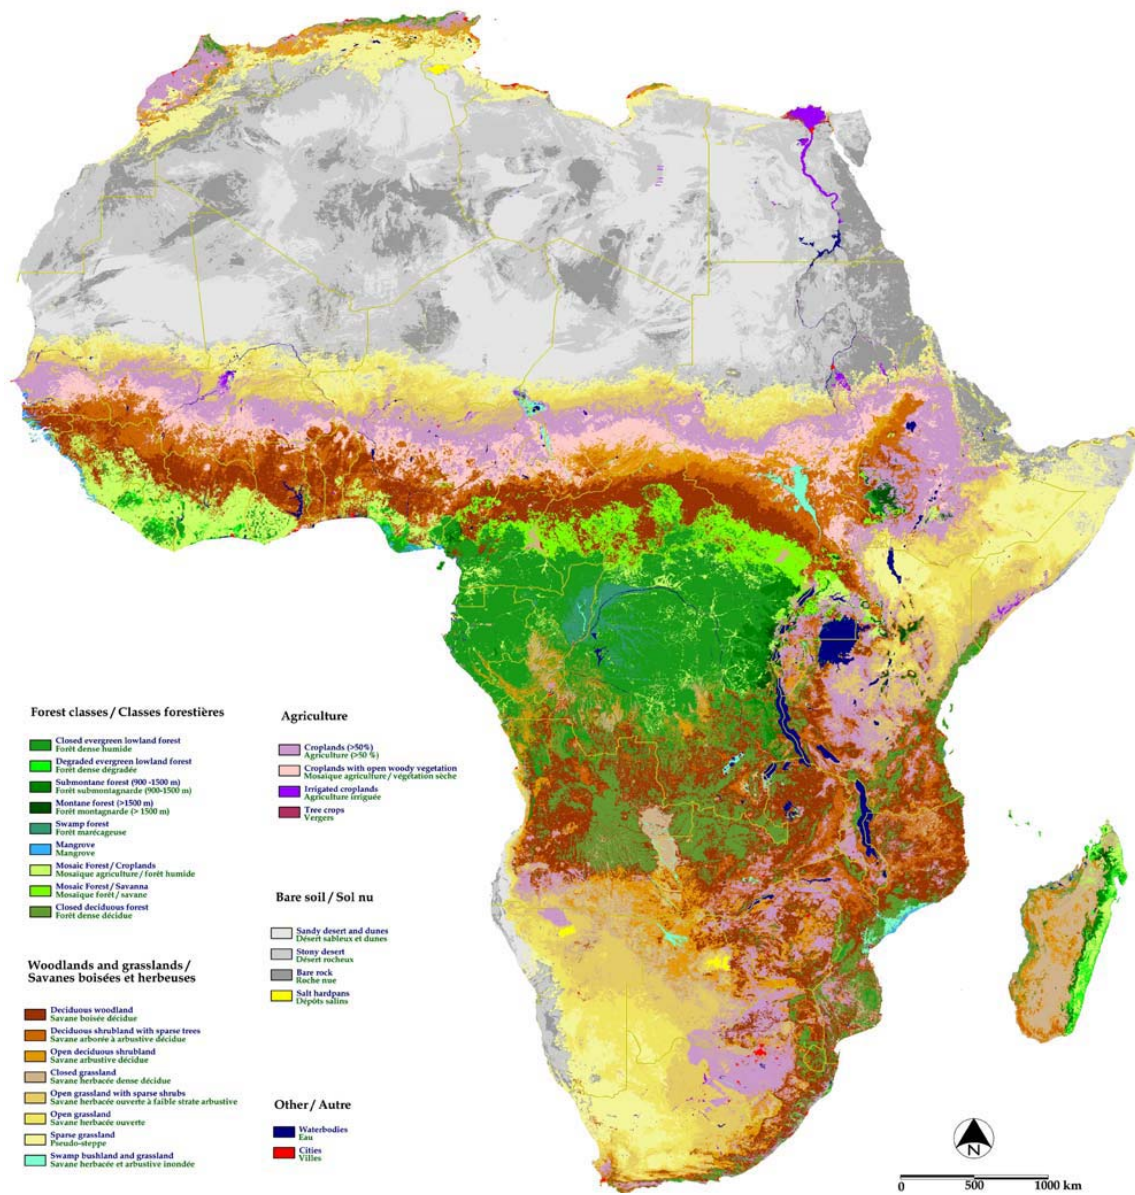 Forest classes / Classes forestières
Closed evergreen lowland forest
Forêt dense humide
Degraded evergreen lowland forest
Forêt dense dégradée
Submontane forest (900 -1500 m)
Forêt submontagnarde (900-1500 m)
Montane forest (>1500 m)
Forêt montagnarde (> 1500 m)
Swamp forest
Forêt marécageuse
Mangrove
Mangrove
Mosaic Forest / Croplands
Mosaique agriculture / forêt humide
Mosaic Forest / Savanna
Mosaique forêt / savane
Closed deciduous forest
Forêt dense décidue
Woodlands and grasslands /
Savanes boisées et herbeuses
Deciduous woodland
Savane boisée décidue
Deciduous shrubland with sparse trees
Savane arborée à arbustive décidue
Open deciduous shrubland
Savane arbustive décidue
Closed grassland
Savane herbacée dense décidue
Open grassland with sparse shrubs
Savane herbacée ouverte à faible strate arbustive
Open grassland
Savane herbacée ouverte
Sparse grassland
Pseudo-steppe
Swamp bushland and grassland
Savane herbacée et arbustive inondée
Agriculture
Croplands (>50%)
Agriculture (>50 %)
Croplands with open woody vegetation
Mosaique agriculture / végétation sèche
Irrigated croplands
Agriculture irriguée
Tree crops
Vergers
Bare soil / Sol nu
Sandy desert and dunes
Désert sableux et dunes
Stony desert
Désert rocheux
Bare rock
Roche nue
Salt hardpans
Dépôts salins
Other / Autre
Waterbodies
Eau
Cities
Villes
N
0 500 1000 km